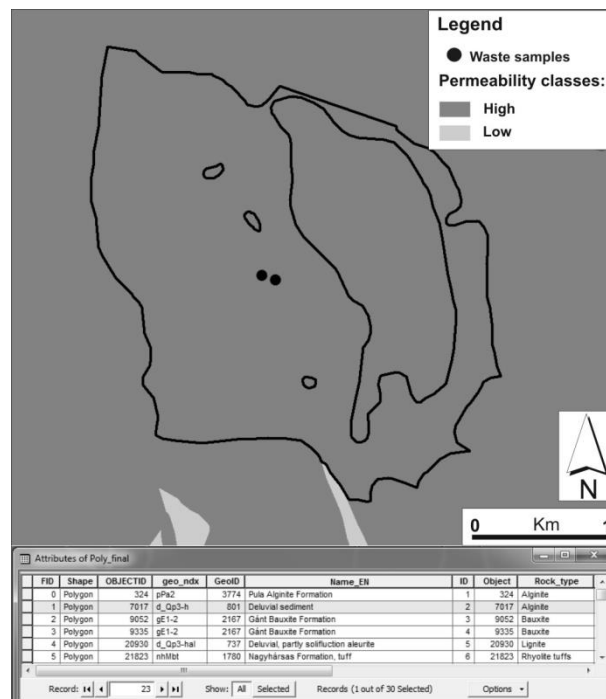 Legend
Waste samples
Permeability classes:
High
Low
N
0 Km 1
Attributes of Poly_final
FID Shape OBJECTID geo_ndx GeoID Name_EN ID Object Rock_type
0 Polygon 324 pPa2 3774 Pula Alginite Formation 1 324 Alginite
1 Polygon 7017 d_Qp3-h 801 Deluvial sediment 2 7017 Alginite
2 Polygon 9052 gE1-2 2167 Gánt Bauxite Formation 3 9052 Bauxite
3 Polygon 9335 gE1-2 2167 Gánt Bauxite Formation 4 9335 Bauxite
4 Polygon 20930 d_Qp3-hal 737 Deluvial, partly solifluction aleurite 5 20930 Lignite
5 Polygon 21823 nhMbt 1780 Nagyhársas Formation, tuff 6 21823 Rhyolite tuffs
Record: 23 Show: All Selected Records (1 out of 30 Selected) Options